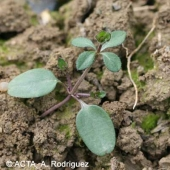 © ACTA - A. Rodriguez